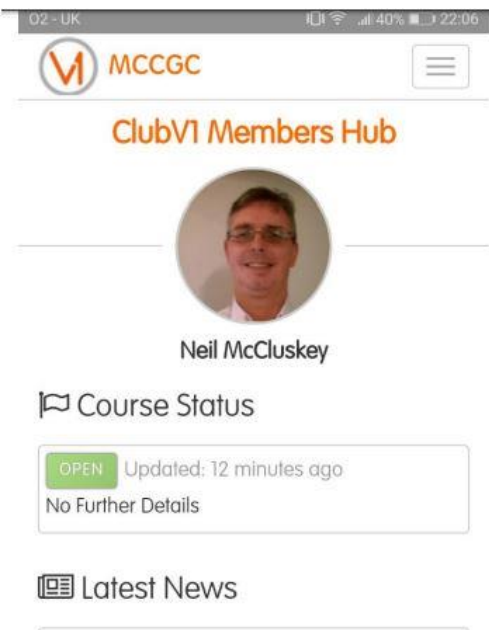 O2 - UK 40% 22:06
V1 MCCGC
ClubV1 Members Hub
Neil McCluskey
Course Status
OPEN Updated: 12 minutes ago
No Further Details
Latest News